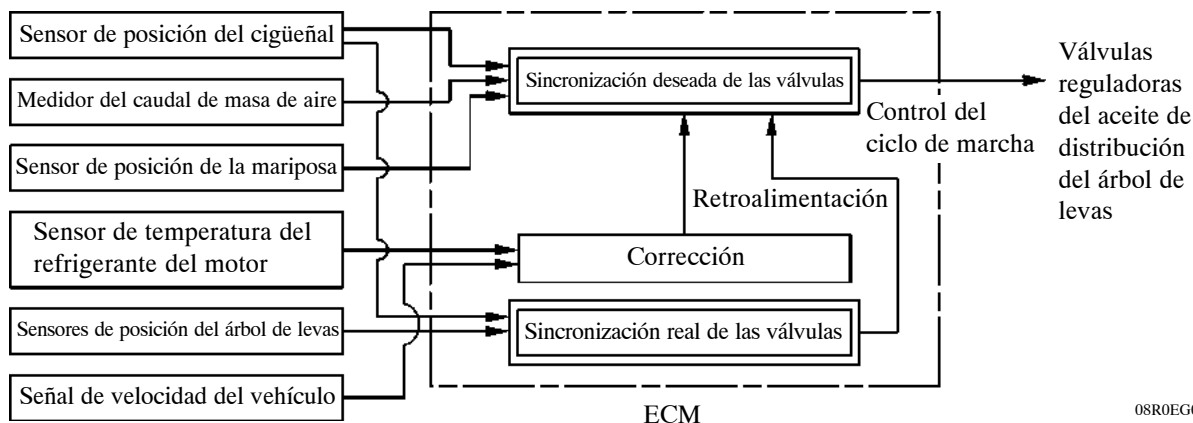 Sensor de posición del cigüeñal
Medidor del caudal de masa de aire
Sensor de posición de la mariposa
Sensor de temperatura del
refrigerante del motor
Sensores de posición del árbol de levas
Señal de velocidad del vehículo
Sincronización deseada de las válvulas
Retroalimentación
Corrección
Sincronización real de las válvulas
ECM
Control del
ciclo de marcha
Válvulas
reguladoras
del aceite de
distribución
del árbol de
levas